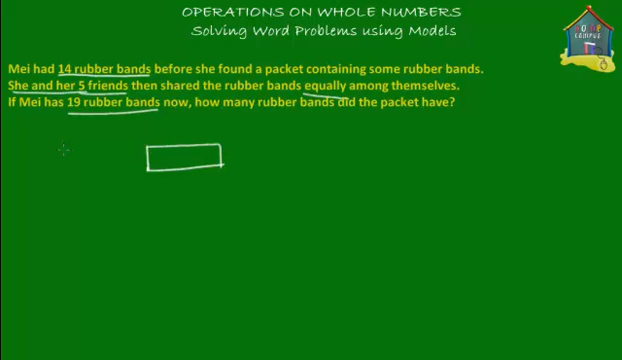 OPERATIONS ON WHOLE NUMBERS
Solving Word Problems using Models
HOME
CAMPUS
Mei had 14 rubber bands before she found a packet containing some rubber bands.
She and her 5 friends then shared the rubber bands equally among themselves.
If Mei has 19 rubber bands now, how many rubber bands did the packet have?